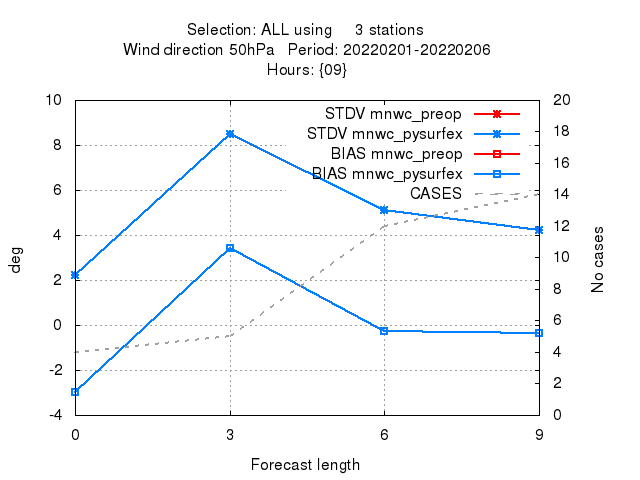 Selection: ALL using 3 stations
Wind direction 50hPa Period: 20220201-20220206
Hours: {09}
10
8
6
4
2
0
-2
-4
20
18
16
14
12
10
8
6
4
2
0
STDV mnwc_preop
STDV mnwc_pysurfex
BIAS mnwc_preop
BIAS mnwc_pysurfex
CASES
deg
No cases
0 3 6 9
Forecast length